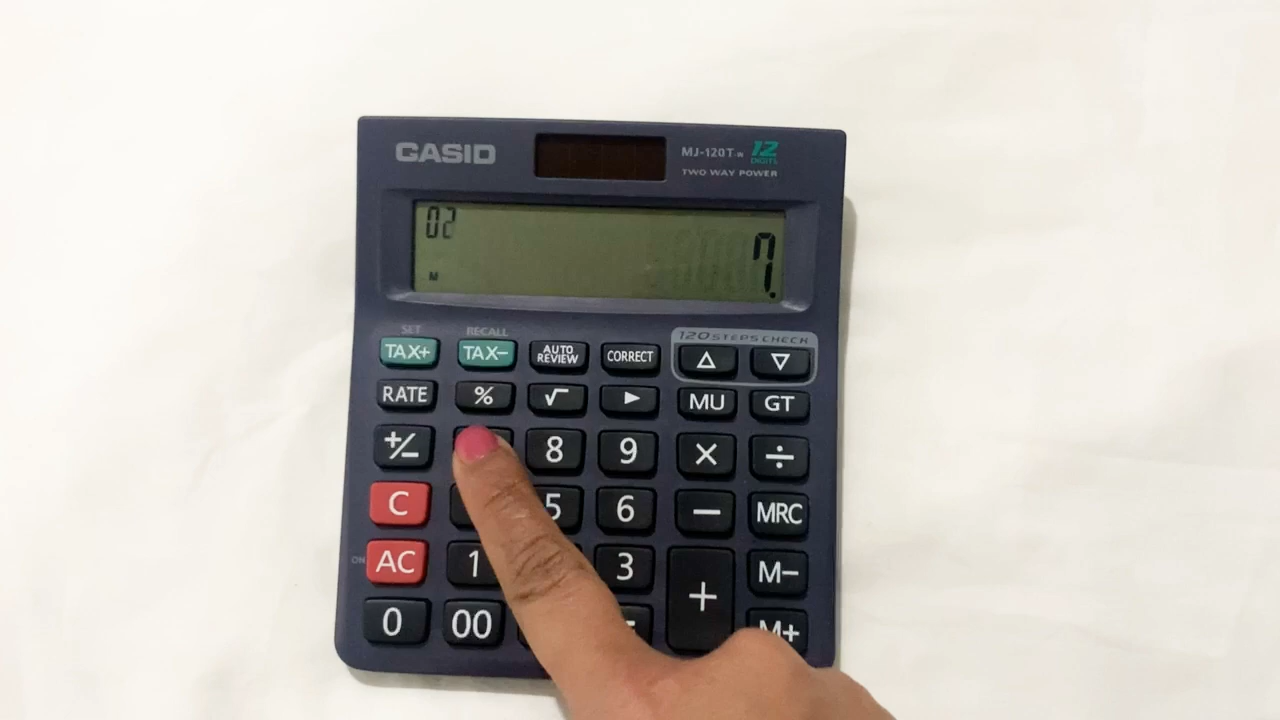 CASIO
MJ-120T-w 12 DIGITS
TWO WAY POWER
02
7.
M
SET RECALL
120 STEPS CHECK
TAX+ TAX− AUTO REVIEW CORRECT △ ▽
RATE % √ ▶ MU GT
+/− 8 9 × ÷
C 5 6 − MRC
ON AC 1 3 + M−
0 00 M+